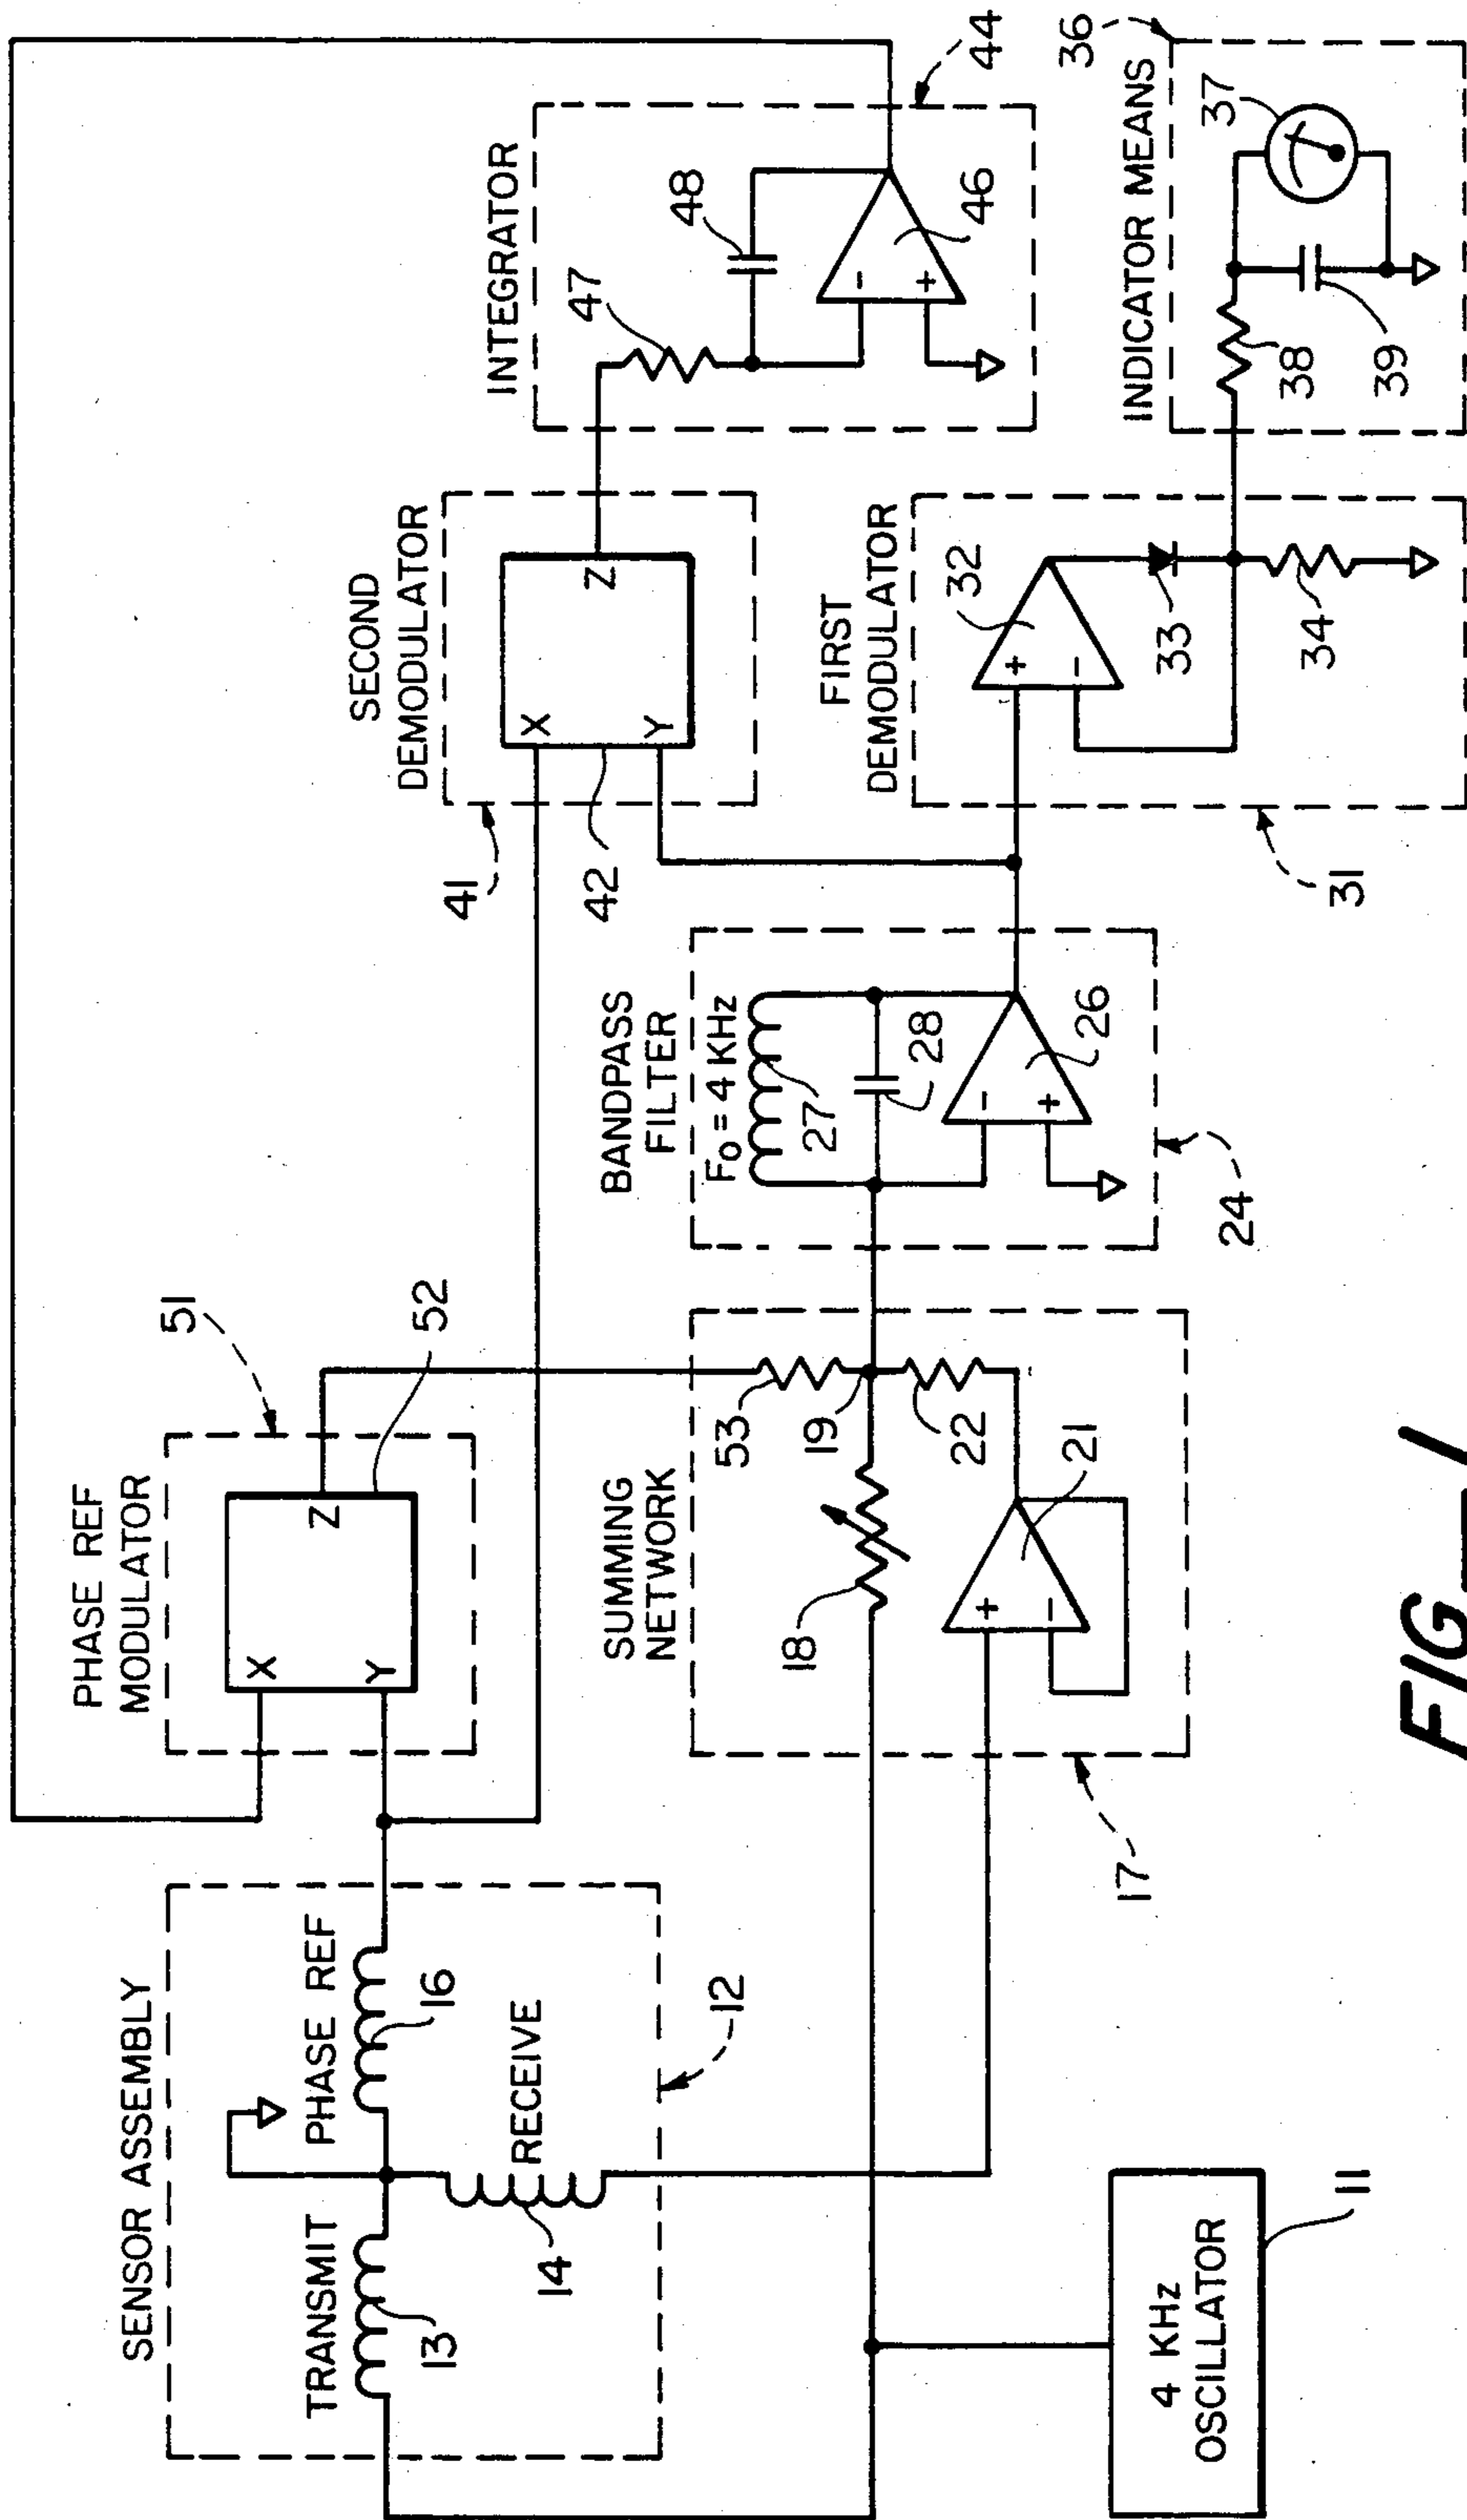 SENSOR ASSEMBLY
TRANSMIT
PHASE REF
13
16
14
RECEIVE
12
4 KHz
OSCILLATOR
11
PHASE REF
MODULATOR
X
Y
Z
51
52
SUMMING
NETWORK
18
53
19
22
+
-
21
17
BANDPASS
FILTER
F₀ = 4 KHz
27
28
-
+
26
24
SECOND
DEMODULATOR
X
Y
Z
41
42
FIRST
DEMODULATOR
+
-
32
33
34
31
INTEGRATOR
47
48
-
+
46
44
INDICATOR MEANS
36
37
38
39
FIG_1